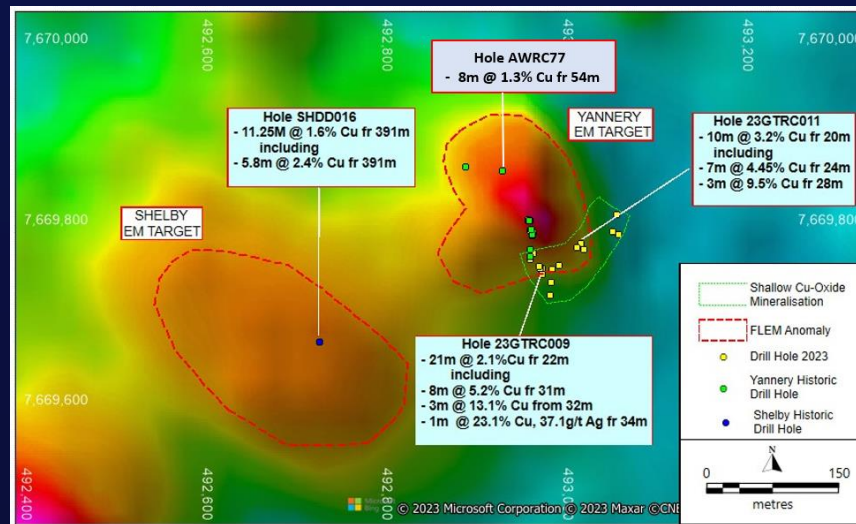 7,670,000
492,600
492,800
493,000
493,200
7,670,000
Hole AWRC77
- 8m @ 1.3% Cu fr 54m
YANNERY
EM TARGET
Hole SHDD016
- 11.25M @ 1.6% Cu fr 391m
including
- 5.8m @ 2.4% Cu fr 391m
Hole 23GTRC011
- 10m @ 3.2% Cu fr 20m
including
- 7m @ 4.45% Cu fr 24m
- 3m @ 9.5% Cu fr 28m
SHELBY
EM TARGET
7,669,800
7,669,800
Hole 23GTRC009
- 21m @ 2.1%Cu fr 22m
including
- 8m @ 5.2% Cu fr 31m
- 3m @ 13.1% Cu from 32m
- 1m @ 23.1% Cu, 37.1g/t Ag fr 34m
Shallow Cu-Oxide
Mineralisation
FLEM Anomaly
Drill Hole 2023
Yannery Historic
Drill Hole
Shelby Historic
Drill Hole
7,669,600
N
0
150
metres
492,400
492,600
492,800
493,000
Microsoft
Bing
© 2023 Microsoft Corporation © 2023 Maxar ©CNE